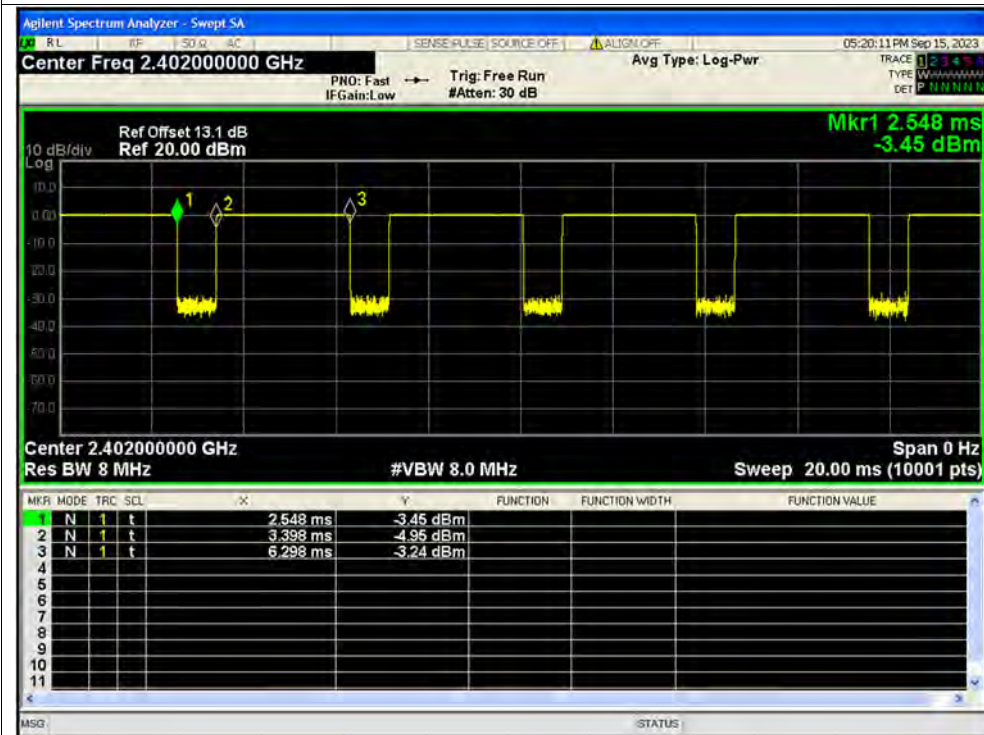 Agilent Spectrum Analyzer - Swept SA
RL RF 50 Ω AC SENSE:PULSE SOURCE OFF ALIGN OFF 05:20:11 PM Sep 15, 2023
Center Freq 2.402000000 GHz
PNO: Fast
IFGain:Low
Trig: Free Run
#Atten: 30 dB
Avg Type: Log-Pwr
TRACE 1 2 3 4 5 6
TYPE W
DET P N N N N N
Mkr1 2.548 ms
-3.45 dBm
Ref Offset 13.1 dB
10 dB/div Ref 20.00 dBm
Log
10.0
0.00
-10.0
-20.0
-30.0
-40.0
-50.0
-60.0
-70.0
1
2
3
Center 2.402000000 GHz Span 0 Hz
Res BW 8 MHz #VBW 8.0 MHz Sweep 20.00 ms (10001 pts)
MKR MODE TRC SCL X Y FUNCTION FUNCTION WIDTH FUNCTION VALUE
1 N 1 t 2.548 ms -3.45 dBm
2 N 1 t 3.398 ms -4.95 dBm
3 N 1 t 6.298 ms -3.24 dBm
4
5
6
7
8
9
10
11
MSG STATUS